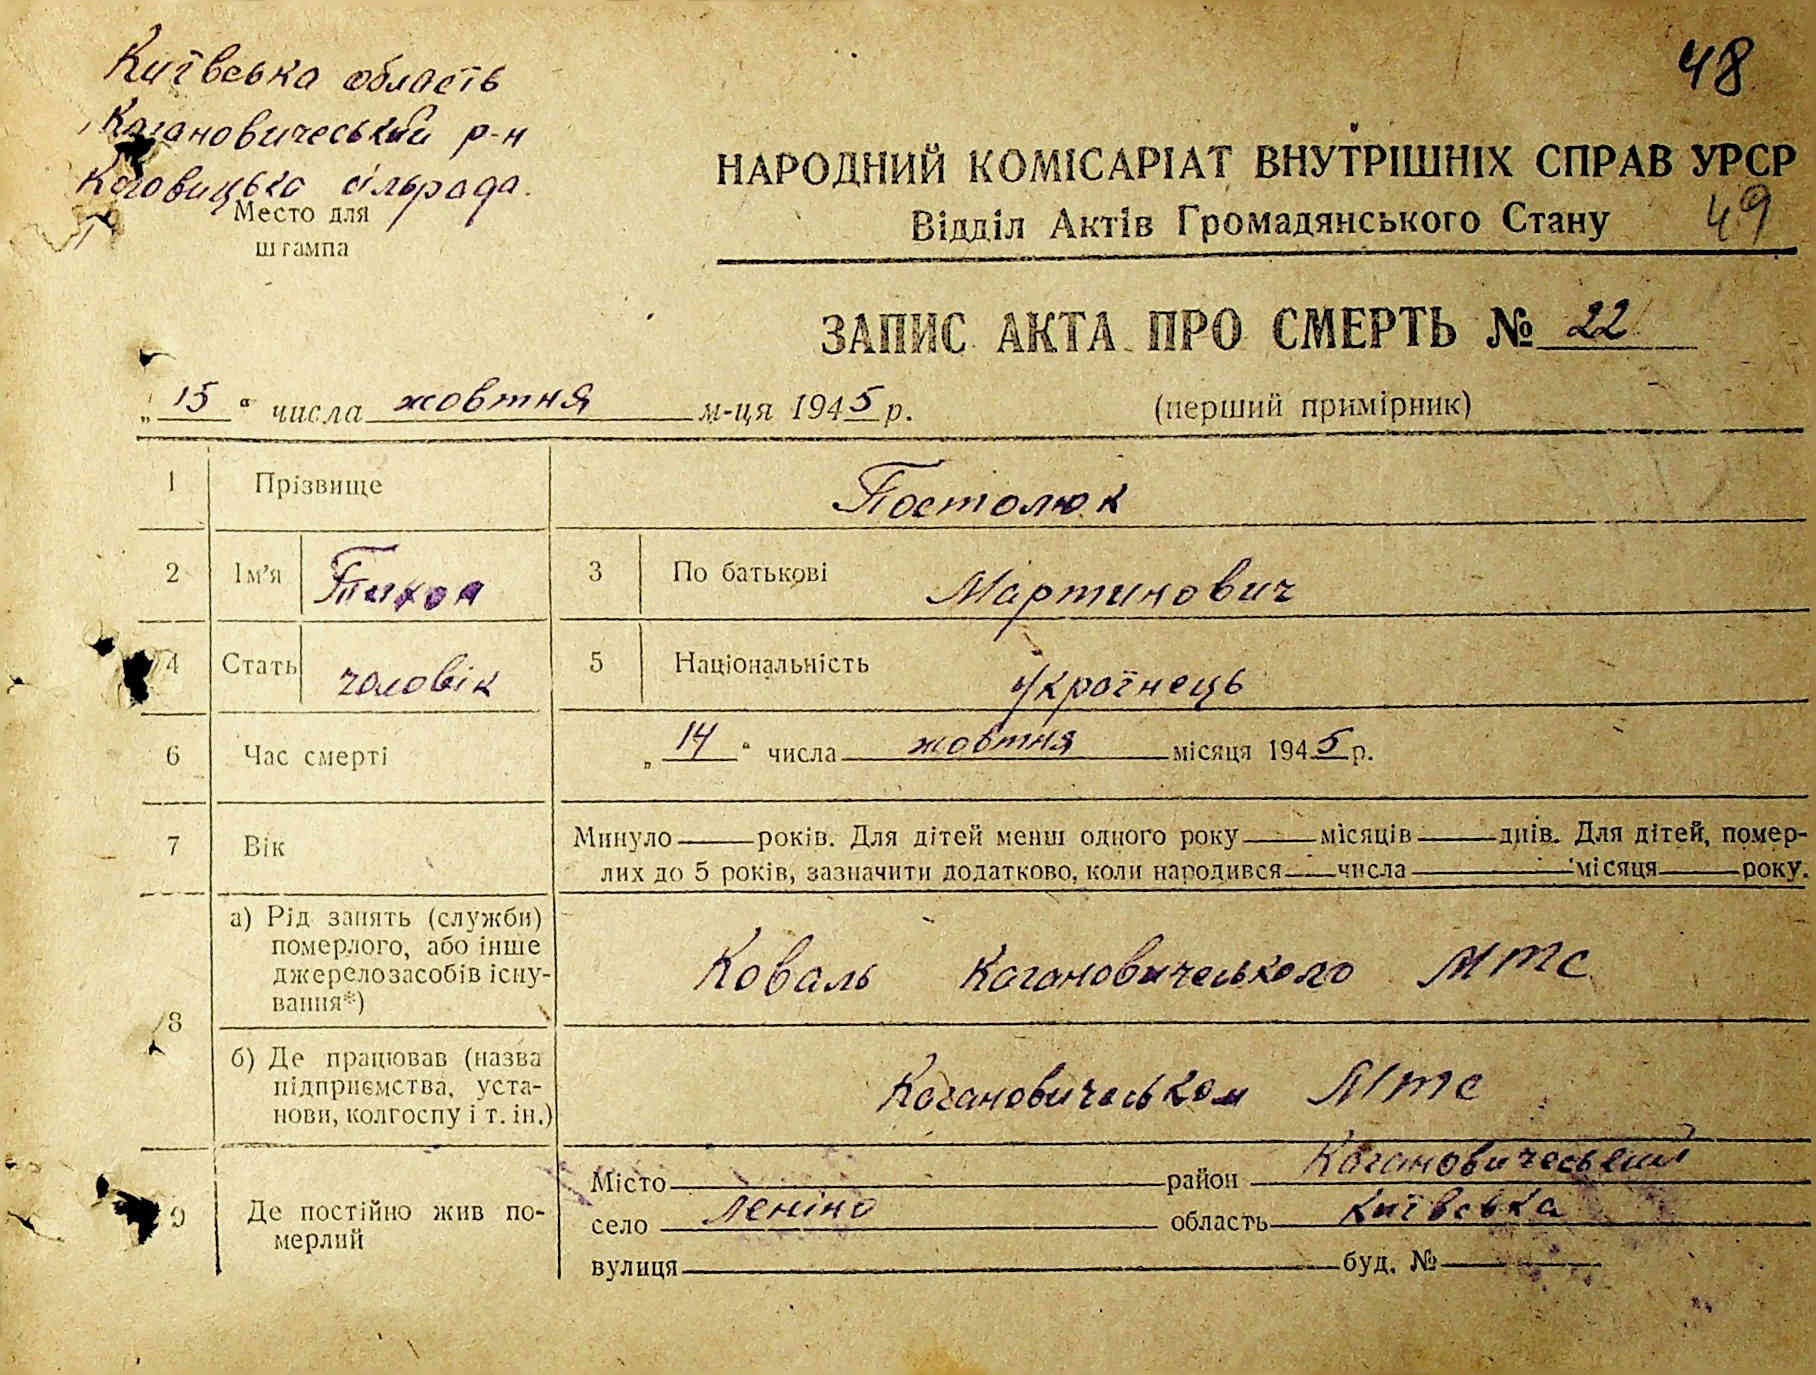 Київська область
Кагановичеський р-н
сільрада
Место для
штампа
48
НАРОДНИЙ КОМІСАРІАТ ВНУТРІШНІХ СПРАВ УРСР
Відділ Актів Громадянського Стану
49
ЗАПИС АКТА ПРО СМЕРТЬ № 22
„ 15 “ числа жовтня м-ця 1945 р.
(перший примірник)
1 Прізвище Постолюк
2 Ім’я Тихон 3 По батькові Мартинович
4 Стать чоловік 5 Національність Українець
6 Час смерті „ 14 “ числа жовтня місяця 1945 р.
7 Вік Минуло — років. Для дітей менш одного року — місяців — днів. Для дітей, помер-
лих до 5 років, зазначити додатково, коли народився — числа — місяця — року.
8 а) Рід занять (служби)
померлого, або інше
джерело засобів існу-
вання*)
Коваль Кагановичеського МТС
б) Де працював (назва
підприємства, уста-
нови, колгоспу і т. ін.)
Кагановичеськом МТС
9 Де постійно жив по-
мерлий
Місто район Кагановичеський
село Леніно область Київська
вулиця буд. №